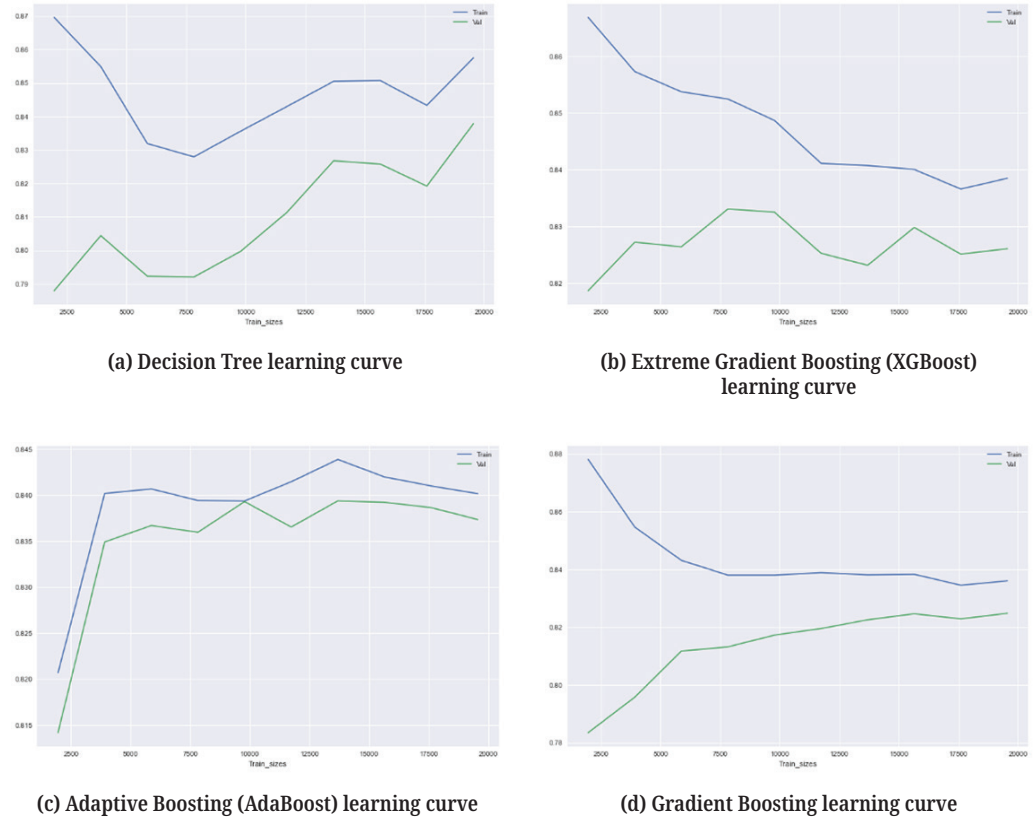 0.87
0.86
0.85
0.84
0.83
0.82
0.81
0.80
0.79
Train
Val
2500 5000 7500 10000 12500 15000 17500 20000
Train_sizes
(a) Decision Tree learning curve
0.86
0.85
0.84
0.83
0.82
Train
Val
2500 5000 7500 10000 12500 15000 17500 20000
Train_sizes
(b) Extreme Gradient Boosting (XGBoost)
learning curve
0.845
0.840
0.835
0.830
0.825
0.820
0.815
Train
Val
2500 5000 7500 10000 12500 15000 17500 20000
Train_sizes
(c) Adaptive Boosting (AdaBoost) learning curve
0.88
0.86
0.84
0.82
0.80
0.78
Train
Val
2500 5000 7500 10000 12500 15000 17500 20000
Train_sizes
(d) Gradient Boosting learning curve